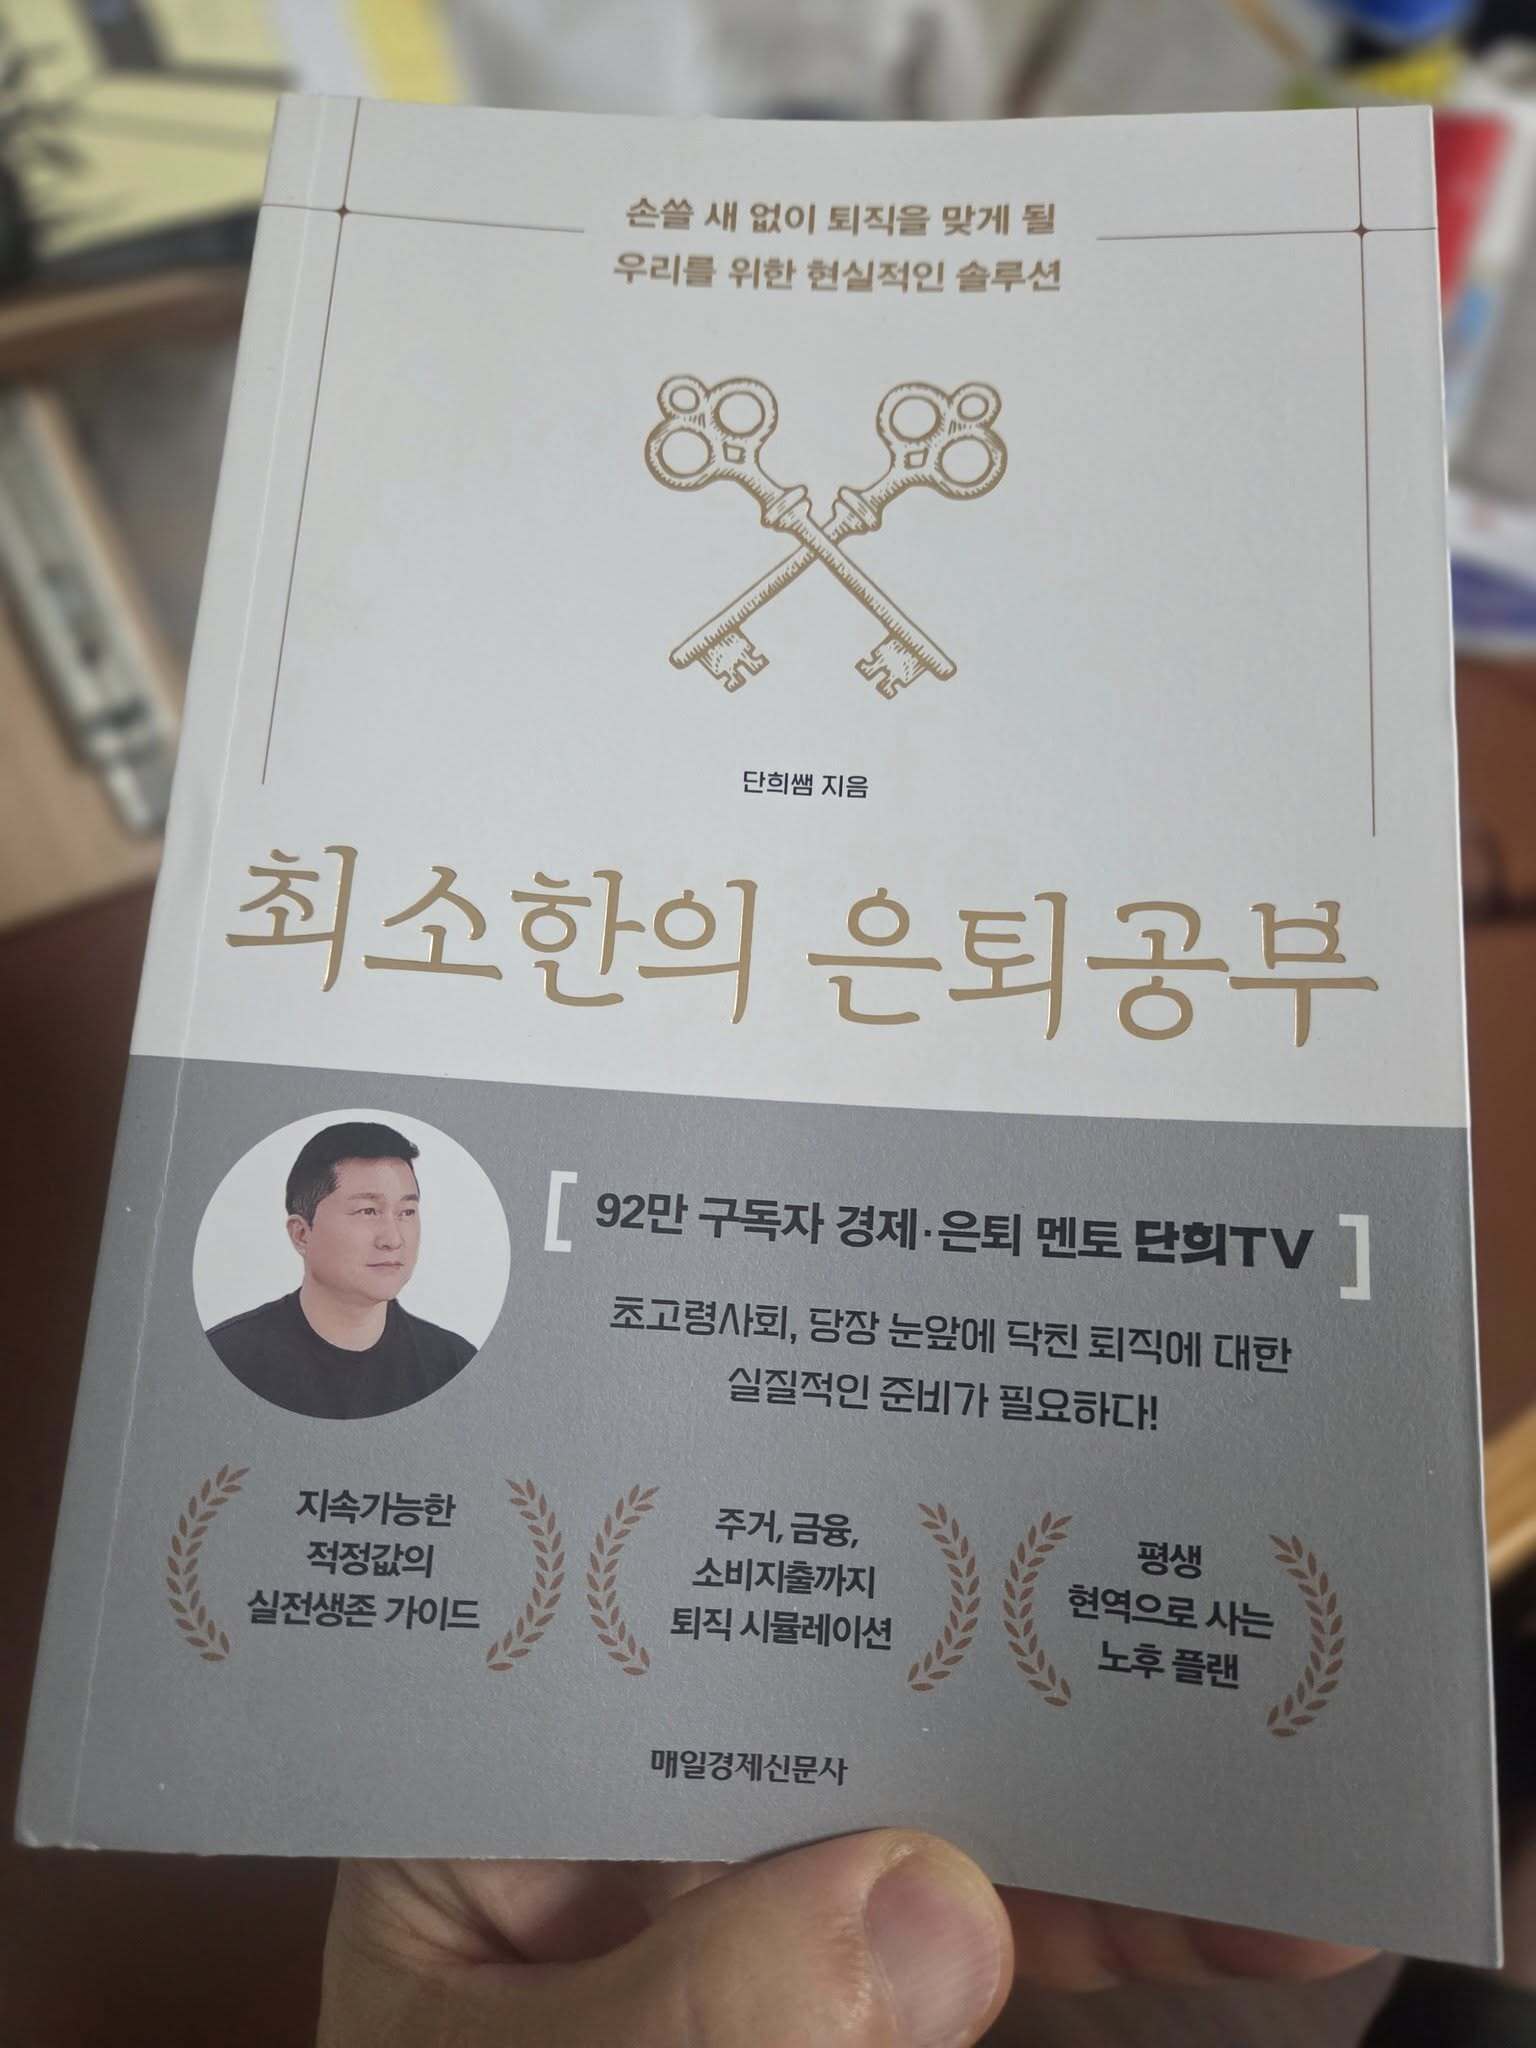 손쓸 새 없이 퇴직을 맞게 될
우리를 위한 현실적인 솔루션
단희쌤 지음
최소한의 은퇴공부
[ 92만 구독자 경제·은퇴 멘토 단희TV ]
초고령사회, 당장 눈앞에 닥친 퇴직에 대한
실질적인 준비가 필요하다!
지속가능한
적정값의
실전생존 가이드
주거, 금융,
소비지출까지
퇴직 시뮬레이션
평생
현역으로 사는
노후 플랜
매일경제신문사